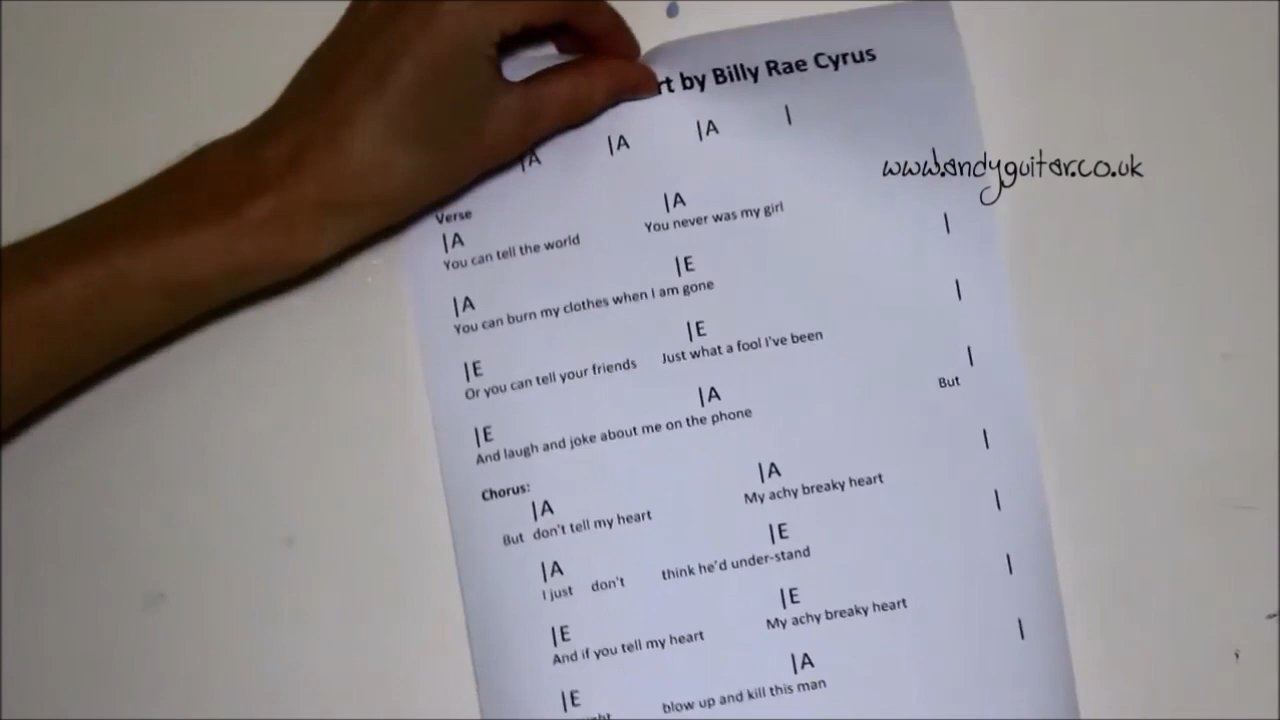 by Billy Rae Cyrus
|A |A |A |
www.andyguitar.co.uk
Verse
|A |A |
You can tell the world You never was my girl
|A |E |
You can burn my clothes when I am gone
|E |E |
Or you can tell your friends Just what a fool I've been But
|E |A |
And laugh and joke about me on the phone
Chorus:
|A |A |
But don't tell my heart My achy breaky heart
|A |E |
I just don't think he'd under-stand
|E |E |
And if you tell my heart My achy breaky heart
|E |A
blow up and kill this man